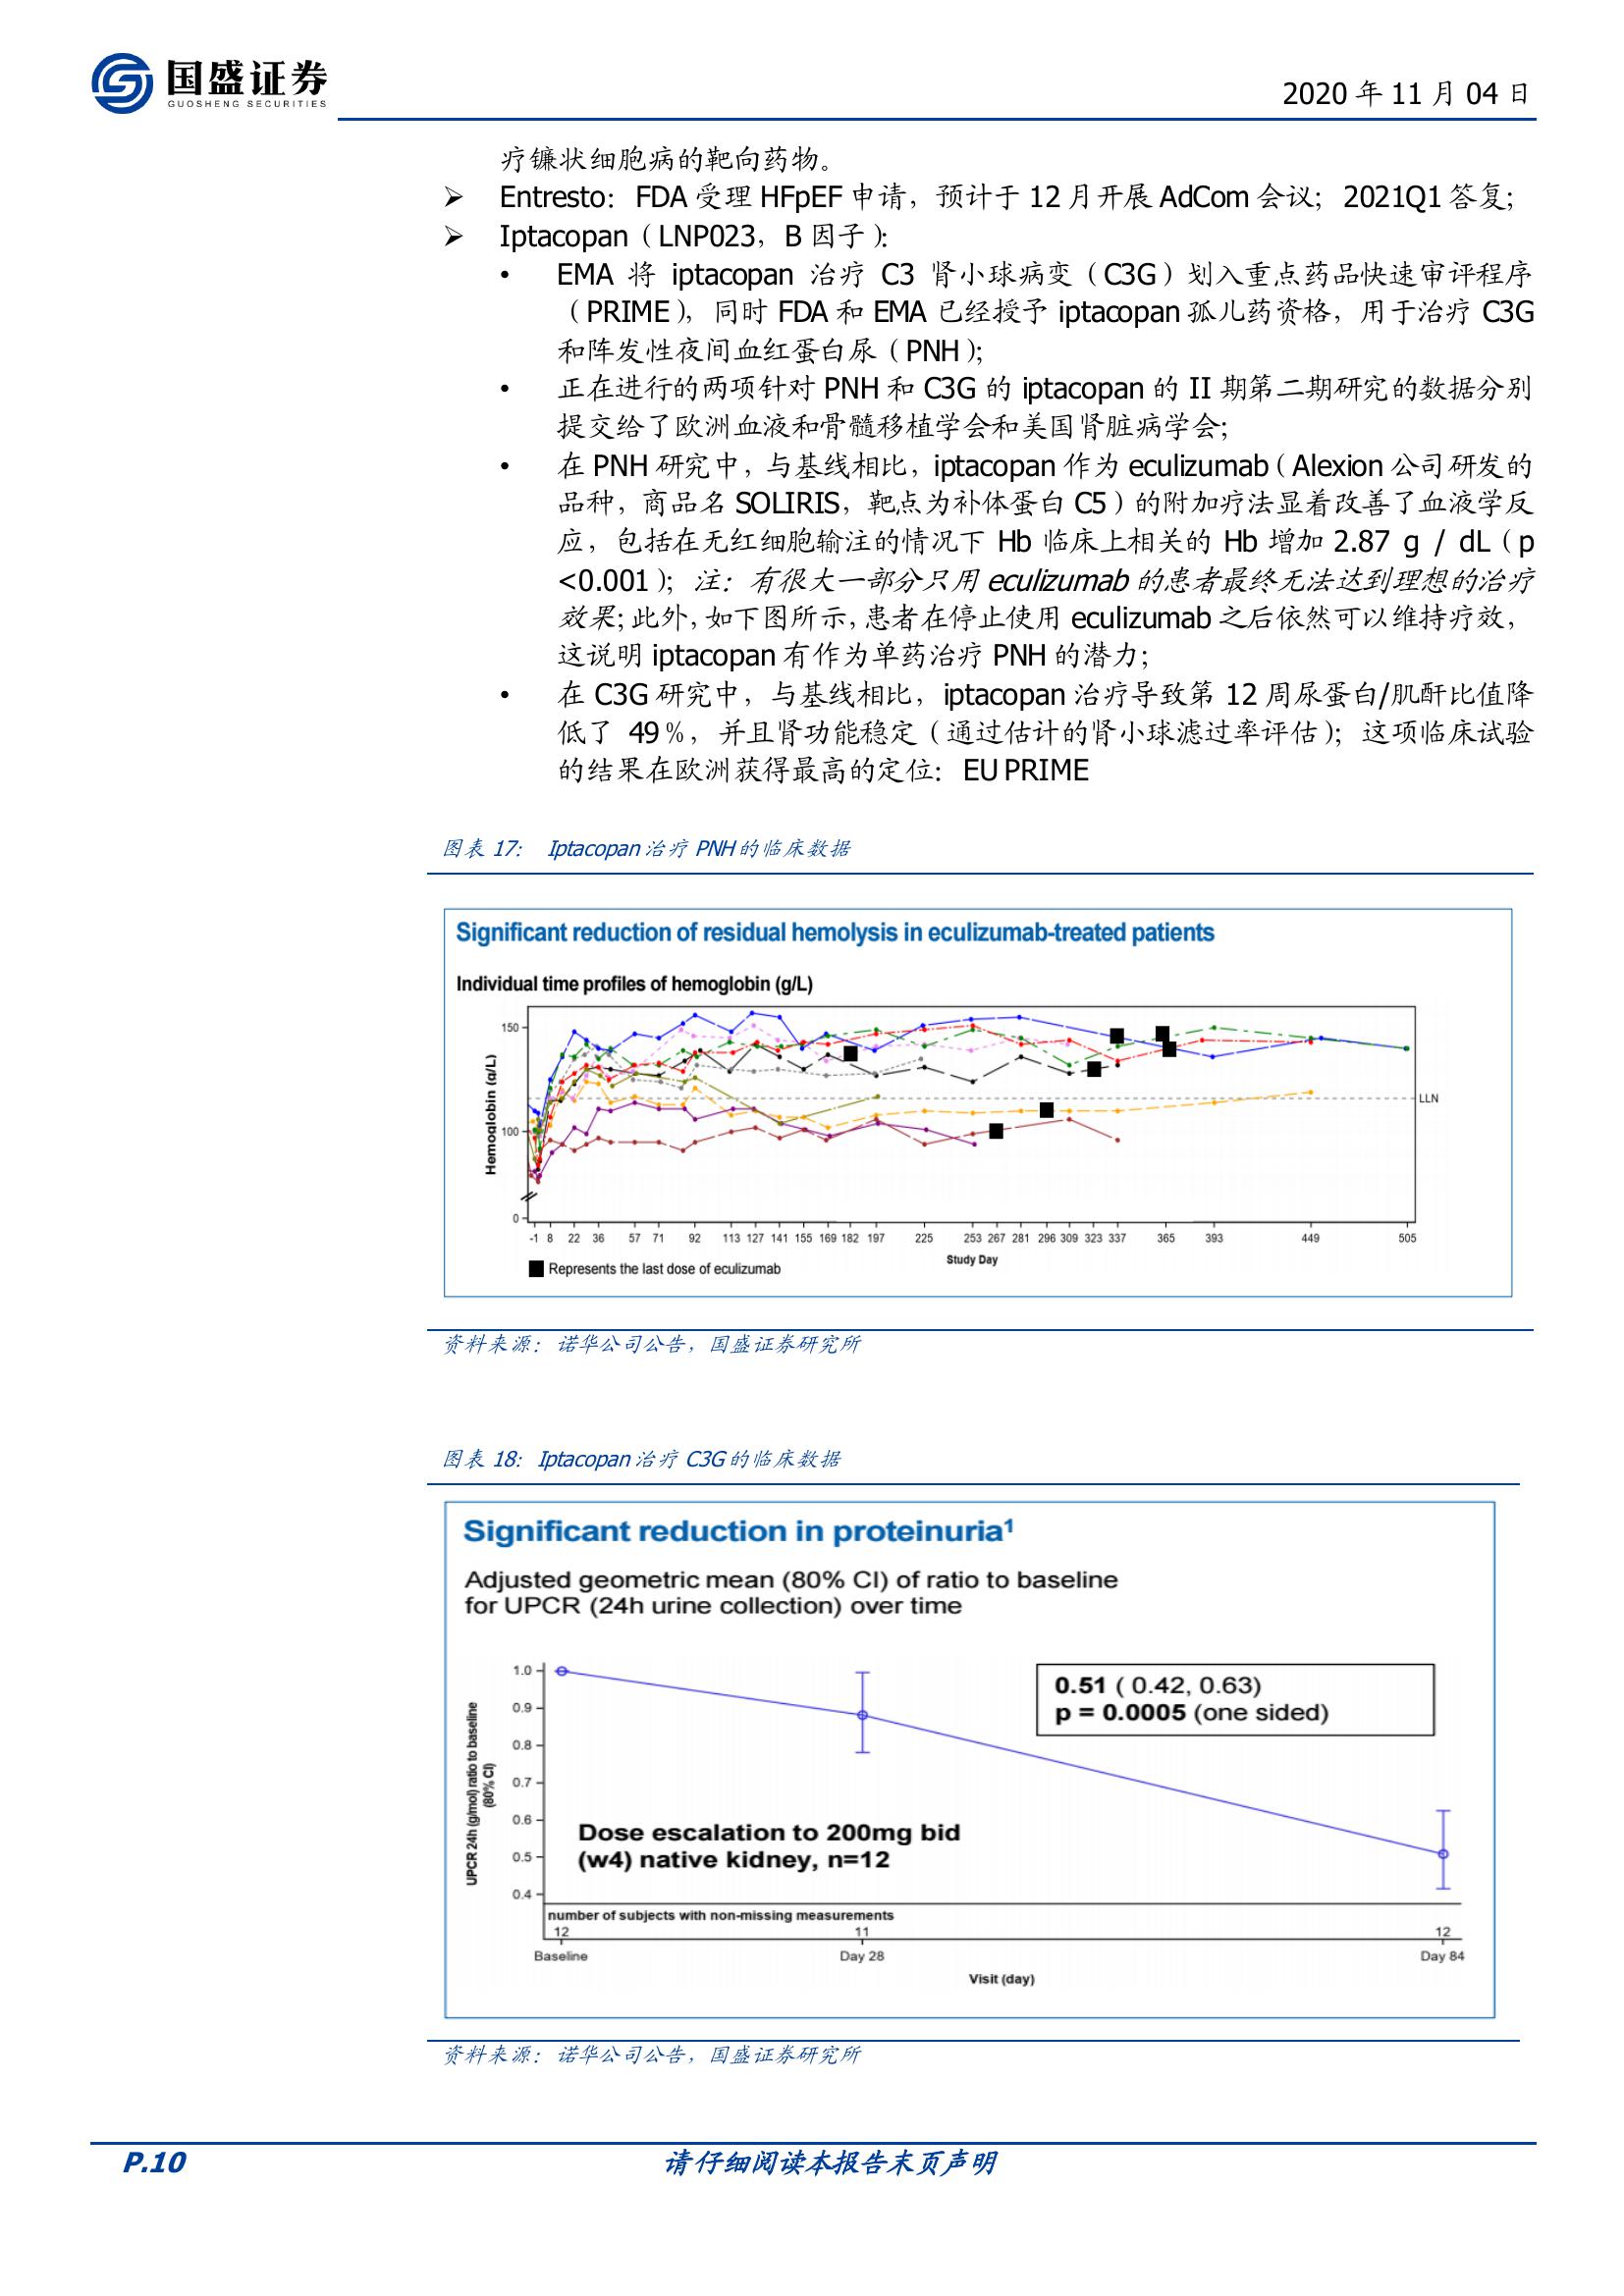 国盛证券
GUOSHENG SECURITIES
2020 年 11 月 04 日
疗镰状细胞病的靶向药物。
➢ Entresto：FDA 受理 HFpEF 申请，预计于 12 月开展 AdCom 会议；2021Q1 答复；
➢ Iptacopan（LNP023，B 因子）：
• EMA 将 iptacopan 治疗 C3 肾小球病变（C3G）划入重点药品快速审评程序
（PRIME），同时 FDA 和 EMA 已经授予 iptacopan 孤儿药资格，用于治疗 C3G
和阵发性夜间血红蛋白尿（PNH）；
• 正在进行的两项针对 PNH 和 C3G 的 iptacopan 的 II 期第二期研究的数据分别
提交给了欧洲血液和骨髓移植学会和美国肾脏病学会；
• 在 PNH 研究中，与基线相比，iptacopan 作为 eculizumab（Alexion 公司研发的
品种，商品名 SOLIRIS，靶点为补体蛋白 C5）的附加疗法显着改善了血液学反
应，包括在无红细胞输注的情况下 Hb 临床上相关的 Hb 增加 2.87 g / dL（p
<0.001）；注：有很大一部分只用 eculizumab 的患者最终无法达到理想的治疗
效果；此外，如下图所示，患者在停止使用 eculizumab 之后依然可以维持疗效，
这说明 iptacopan 有作为单药治疗 PNH 的潜力；
• 在 C3G 研究中，与基线相比，iptacopan 治疗导致第 12 周尿蛋白/肌酐比值降
低了 49％，并且肾功能稳定（通过估计的肾小球滤过率评估）；这项临床试验
的结果在欧洲获得最高的定位：EU PRIME
图表 17： Iptacopan 治疗 PNH 的临床数据
Significant reduction of residual hemolysis in eculizumab-treated patients
Individual time profiles of hemoglobin (g/L)
Hemoglobin (g/L)
150
100
0
LLN
-1 8 22 36 57 71 92 113 127 141 155 169 182 197 225 253 267 281 296 309 323 337 365 393 449 505
Study Day
Represents the last dose of eculizumab
资料来源：诺华公司公告，国盛证券研究所
图表 18：Iptacopan 治疗 C3G 的临床数据
Significant reduction in proteinuria¹
Adjusted geometric mean (80% CI) of ratio to baseline
for UPCR (24h urine collection) over time
UPCR 24h (g/mol) ratio to baseline
(80% CI)
1.0
0.9
0.8
0.7
0.6
0.5
0.4
0.51 ( 0.42, 0.63)
p = 0.0005 (one sided)
Dose escalation to 200mg bid
(w4) native kidney, n=12
number of subjects with non-missing measurements
12 11 12
Baseline Day 28 Day 84
Visit (day)
资料来源：诺华公司公告，国盛证券研究所
P.10 请仔细阅读本报告末页声明